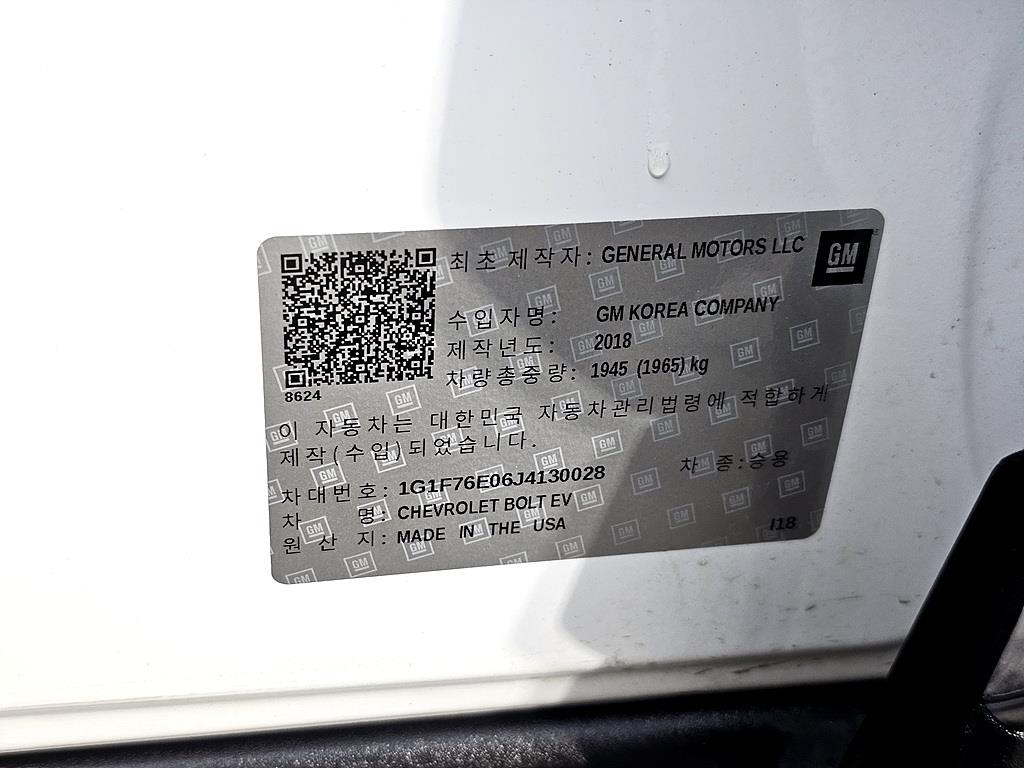 최초 제작자: GENERAL MOTORS LLC
GM
수입자명: GM KOREA COMPANY
제작년도: 2018
차량총중량: 1945 (1965) kg
8624
이 자동차는 대한민국 자동차관리법령에 적합하게
제작(수입)되었습니다.
차대번호: 1G1F76E06J4130028 차 종:승용
차 명: CHEVROLET BOLT EV
원 산 지: MADE IN THE USA
I18